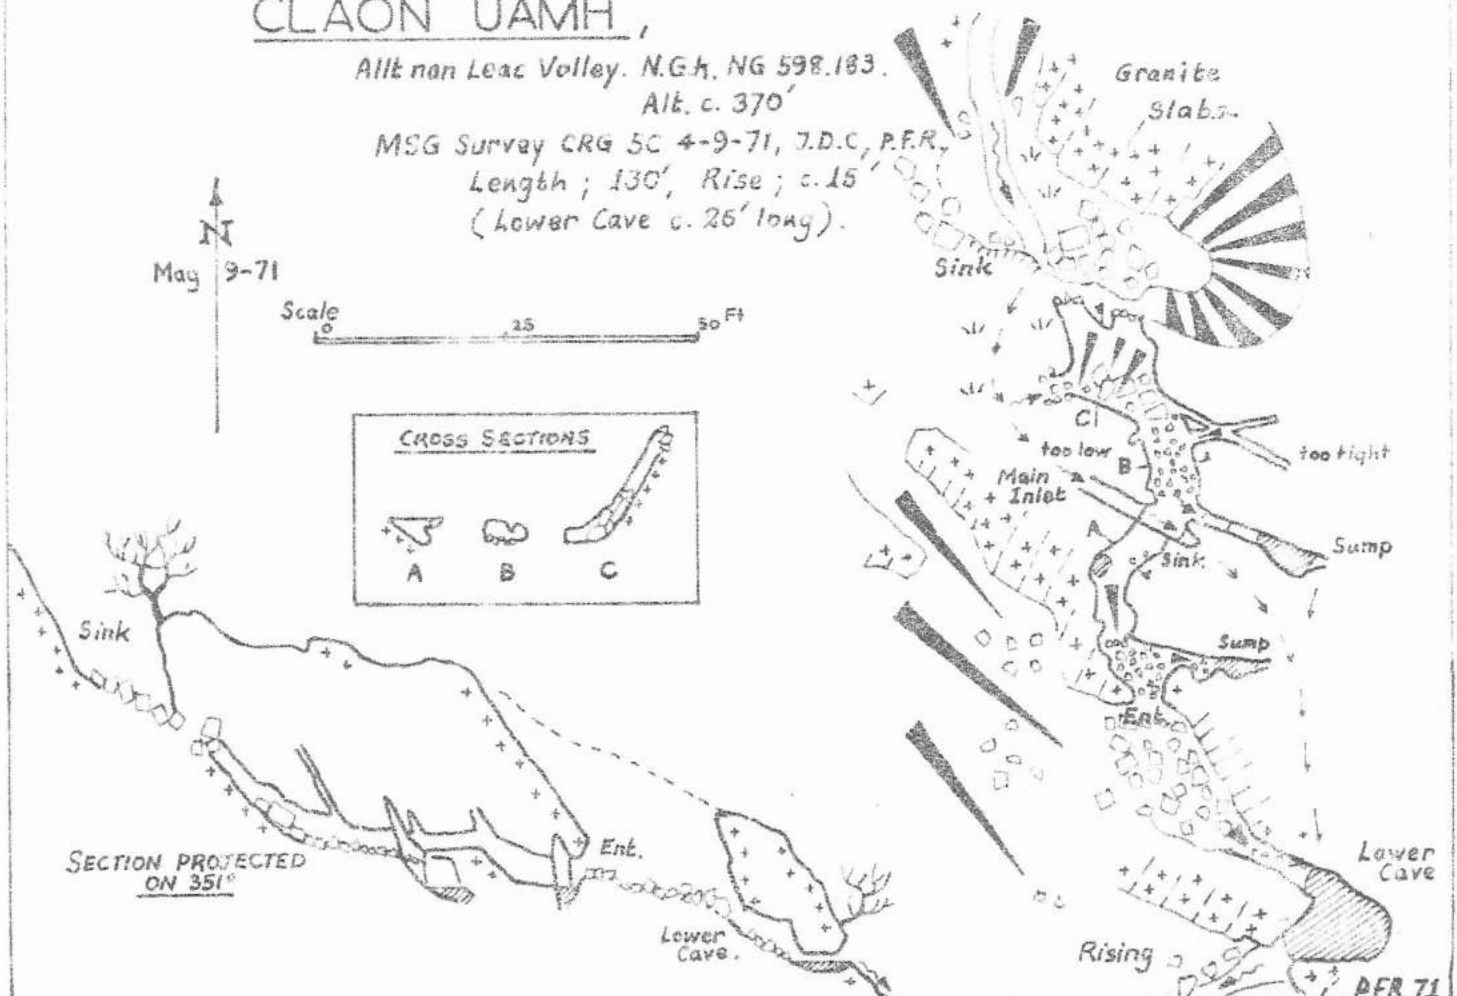 CLAON UAMH,
Allt nan Leac Valley. N.G.R. NG 598.183.
Alt. c. 370'
MSG Survey CRG 5C 4-9-71, J.D.C, P.F.R.
Length ; 130', Rise ; c. 15'
(Lower Cave c. 25' long).
N
Mag 9-71
Scale
0 25 50 Ft
CROSS SECTIONS
A B C
Granite
Slabs
Sink
C
too low
B
too tight
Main
Inlet
A
Sink
Sump
Sump
Ent.
Lower
Cave
Rising
PFR 71
Sink
SECTION PROJECTED
ON 351°
Ent.
Lower
Cave.